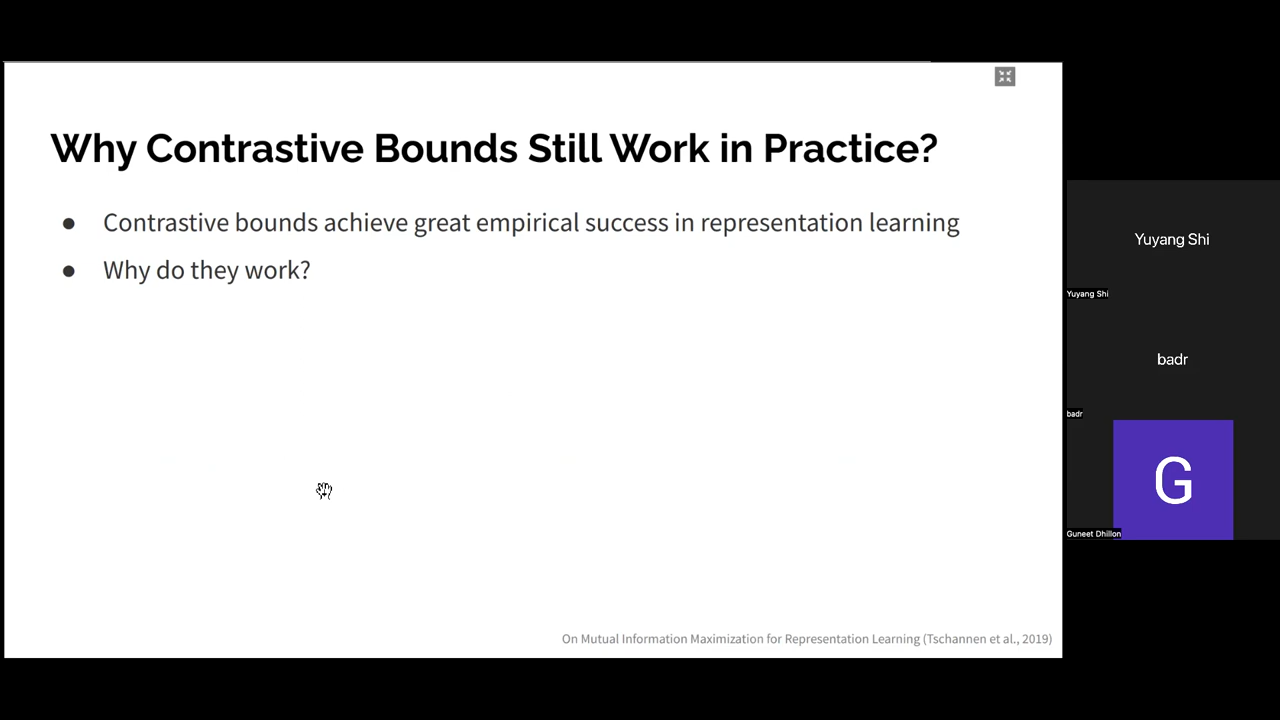 Why Contrastive Bounds Still Work in Practice?
● Contrastive bounds achieve great empirical success in representation learning
● Why do they work?
On Mutual Information Maximization for Representation Learning (Tschannen et al., 2019)
Yuyang Shi
Yuyang Shi
badr
badr
G
Guneet Dhillon